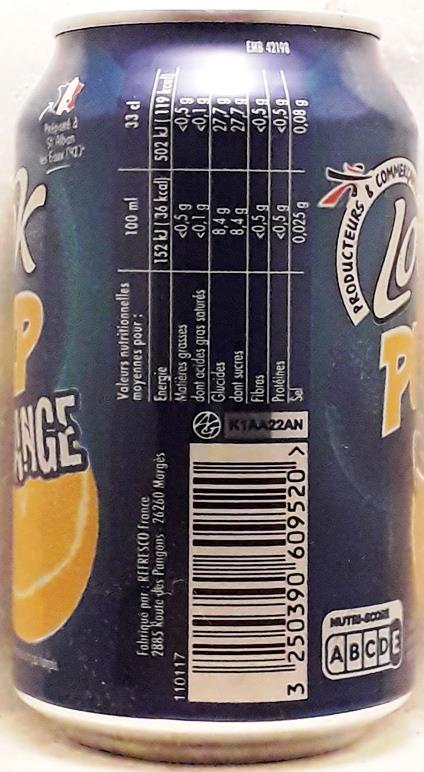 EMB 42198
Préparé à
St Alban
les Eaux (42)
Valeurs nutritionnelles
moyennes pour : 100 ml 33 cl
Energie 152 kJ ( 36 kcal) 502 kJ ( 119 kcal)
Matières grasses <0,5 g <0,5 g
dont acides gras saturés <0,1 g <0,1 g
Glucides 8,4 g 27,7 g
dont sucres 8,4 g 27,7 g
Fibres <0,5 g <0,5 g
Protéines <0,5 g <0,5 g
Sel 0,025 g 0,08 g
K1AA22AN
Fabriqué par : REFRESCO France
2885 Route des Pangons - 26260 Margès
110117
3 250390 609520 >
k
P
ANGE
PRODUCTEURS & COMMERÇA
Lo
P
NUTRI-SCORE
A B C D E